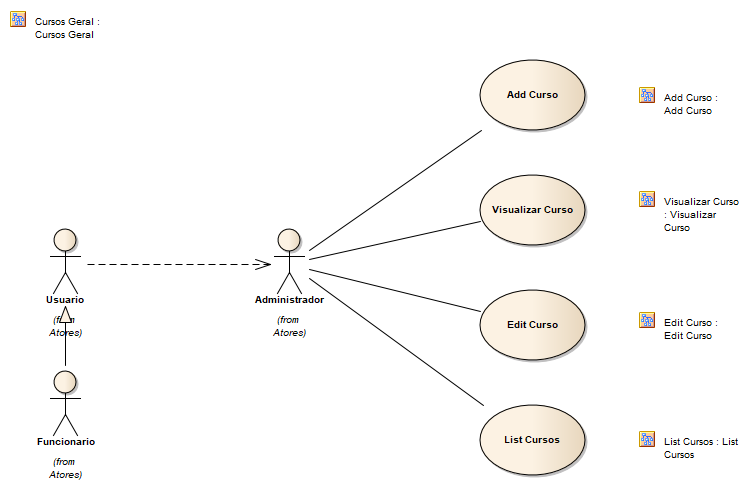 Cursos Geral :
Cursos Geral
Add Curso
Add Curso :
Add Curso
Visualizar Curso
Visualizar Curso
: Visualizar
Curso
Usuario
(from
Atores)
Administrador
(from
Atores)
Edit Curso
Edit Curso :
Edit Curso
Funcionario
(from
Atores)
List Cursos
List Cursos : List
Cursos